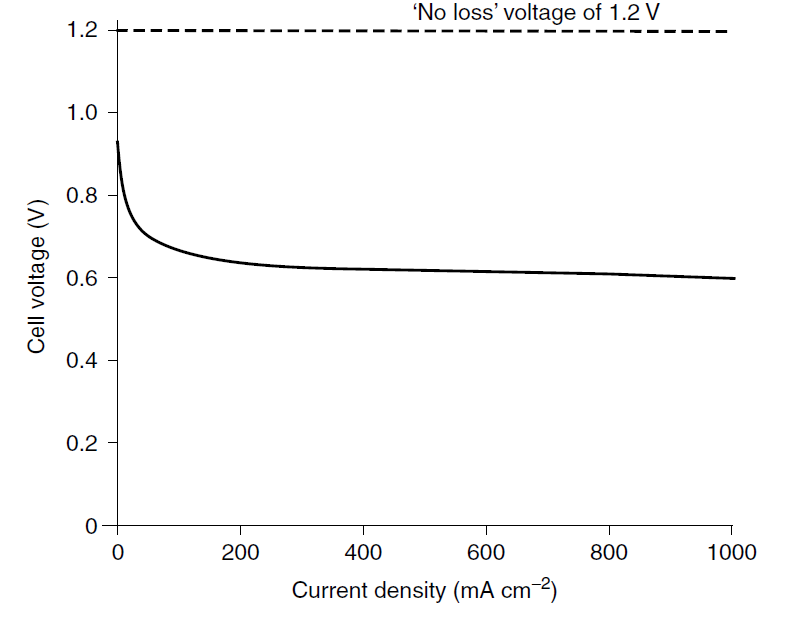 ‘No loss’ voltage of 1.2 V
1.2
1.0
0.8
0.6
0.4
0.2
0
Cell voltage (V)
0 200 400 600 800 1000
Current density (mA cm⁻²)